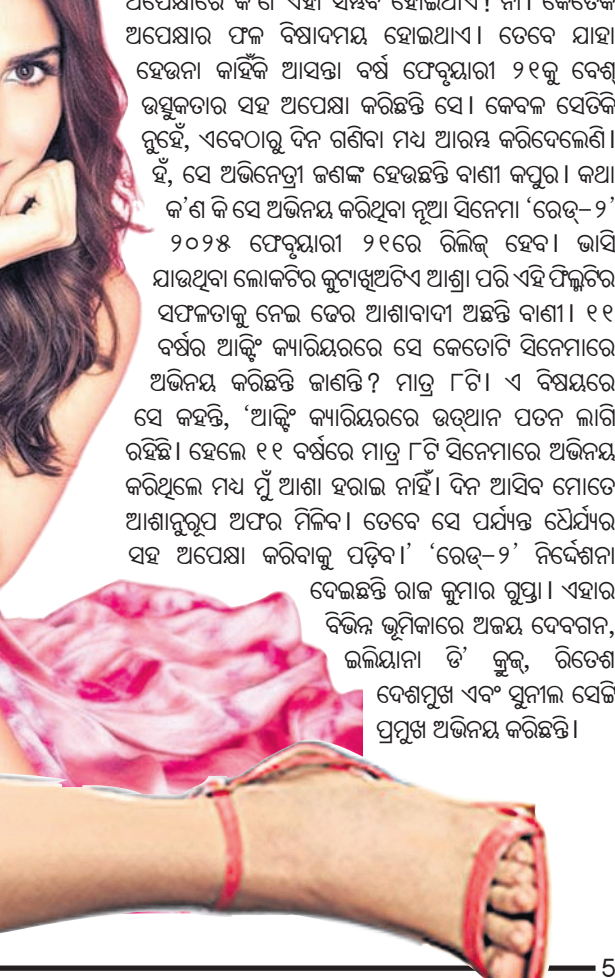 ଅପେକ୍ଷାରେ କ'ଣ ଏହା ସମ୍ଭବ ହୋଇଥାଏ? ନା। କେତେକ
ଅପେକ୍ଷାର ଫଳ ବିଷାଦମୟ ହୋଇଥାଏ। ତେବେ ଯାହା
ହେଉନା କାହିଁକି ଆସନ୍ତା ବର୍ଷ ଫେବୃୟାରୀ ୨୧କୁ ବେଶ୍
ଉତ୍ସୁକତାର ସହ ଅପେକ୍ଷା କରିଛନ୍ତି ସେ। କେବଳ ସେତିକି
ନୁହେଁ, ଏବେଠାରୁ ଦିନ ଗଣିବା ମଧ୍ୟ ଆରମ୍ଭ କରିଦେଲେଣି।
ହଁ, ସେ ଅଭିନେତ୍ରୀ ଜଣଙ୍କ ହେଉଛନ୍ତି ବାଣୀ କପୁର। କଥା
କ'ଣ କି ସେ ଅଭିନୟ କରିଥିବା ନୂଆ ସିନେମା ‘ରେଡ୍-୨’
୨୦୨୫ ଫେବୃୟାରୀ ୨୧ରେ ରିଲିଜ୍ ହେବ। ଭାସି
ଯାଉଥିବା ଲୋକଟିର କୁଟାଖିଅଟିଏ ଆଶ୍ରା ପରି ଏହି ଫିଲ୍ମଟିର
ସଫଳତାକୁ ନେଇ ଢେର ଆଶାବାଦୀ ଅଛନ୍ତି ବାଣୀ। ୧୧
ବର୍ଷର ଆକ୍ଟିଂ କ୍ୟାରିୟରରେ ସେ କେତୋଟି ସିନେମାରେ
ଅଭିନୟ କରିଛନ୍ତି ଜାଣନ୍ତି? ମାତ୍ର ୮ଟି। ଏ ବିଷୟରେ
ସେ କହନ୍ତି, ‘ଆକ୍ଟିଂ କ୍ୟାରିୟରରେ ଉତ୍‌ଥାନ ପତନ ଲାଗି
ରହିଛି। ହେଲେ ୧୧ ବର୍ଷରେ ମାତ୍ର ୮ଟି ସିନେମାରେ ଅଭିନୟ
କରିଥିଲେ ମଧ୍ୟ ମୁଁ ଆଶା ହରାଇ ନାହିଁ। ଦିନ ଆସିବ ମୋତେ
ଆଶାନୁରୂପ ଅଫର ମିଳିବ। ତେବେ ସେ ପର୍ଯ୍ୟନ୍ତ ଧୈର୍ଯ୍ୟର
ସହ ଅପେକ୍ଷା କରିବାକୁ ପଡ଼ିବ।’ ‘ରେଡ୍-୨’ ନିର୍ଦ୍ଦେଶନା
ଦେଇଛନ୍ତି ରାଜ କୁମାର ଗୁପ୍ତା। ଏହାର
ବିଭିନ୍ନ ଭୂମିକାରେ ଅଜୟ ଦେବଗନ,
ଇଲିୟାନା ଡି' କ୍ରୁଜ୍, ରିତେଶ
ଦେଶମୁଖ ଏବଂ ସୁନୀଲ ସେଟ୍ଟି
ପ୍ରମୁଖ ଅଭିନୟ କରିଛନ୍ତି।
5